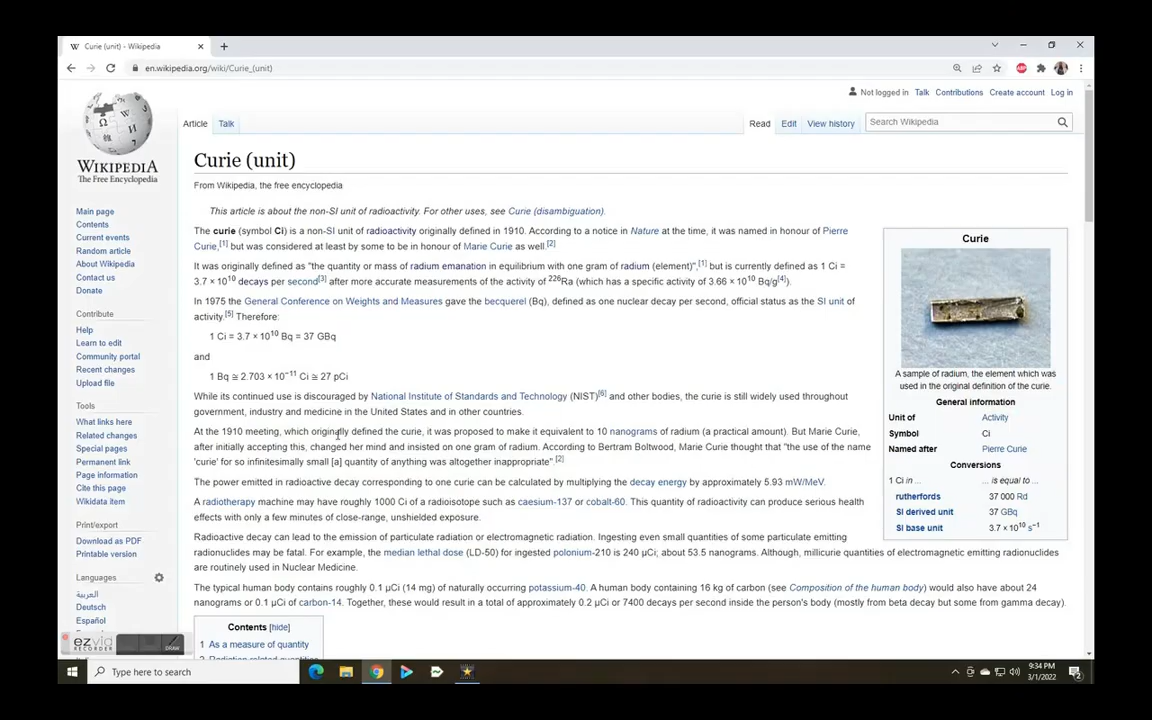 Curie (unit) - Wikipedia
en.wikipedia.org/wiki/Curie_(unit)
Not logged in Talk Contributions Create account Log in
Article Talk Read Edit View history Search Wikipedia
WIKIPEDIA
The Free Encyclopedia
Main page
Contents
Current events
Random article
About Wikipedia
Contact us
Donate
Contribute
Help
Learn to edit
Community portal
Recent changes
Upload file
Tools
What links here
Related changes
Special pages
Permanent link
Page information
Cite this page
Wikidata item
Print/export
Download as PDF
Printable version
Languages
العربية
Deutsch
Español
Curie (unit)
From Wikipedia, the free encyclopedia
This article is about the non-SI unit of radioactivity. For other uses, see Curie (disambiguation).
The curie (symbol Ci) is a non-SI unit of radioactivity originally defined in 1910. According to a notice in Nature at the time, it was named in honour of Pierre
Curie,[1] but was considered at least by some to be in honour of Marie Curie as well.[2]
It was originally defined as "the quantity or mass of radium emanation in equilibrium with one gram of radium (element)",[1] but is currently defined as 1 Ci =
3.7 × 10¹⁰ decays per second[3] after more accurate measurements of the activity of ²²⁶Ra (which has a specific activity of 3.66 × 10¹⁰ Bq/g[4]).
In 1975 the General Conference on Weights and Measures gave the becquerel (Bq), defined as one nuclear decay per second, official status as the SI unit of
activity.[5] Therefore:
1 Ci = 3.7 × 10¹⁰ Bq = 37 GBq
and
1 Bq ≅ 2.703 × 10⁻¹¹ Ci ≅ 27 pCi
While its continued use is discouraged by National Institute of Standards and Technology (NIST)[6] and other bodies, the curie is still widely used throughout
government, industry and medicine in the United States and in other countries.
At the 1910 meeting, which originally defined the curie, it was proposed to make it equivalent to 10 nanograms of radium (a practical amount). But Marie Curie,
after initially accepting this, changed her mind and insisted on one gram of radium. According to Bertram Boltwood, Marie Curie thought that "the use of the name
'curie' for so infinitesimally small [a] quantity of anything was altogether inappropriate" [2]
The power emitted in radioactive decay corresponding to one curie can be calculated by multiplying the decay energy by approximately 5.93 mW/MeV.
A radiotherapy machine may have roughly 1000 Ci of a radioisotope such as caesium-137 or cobalt-60. This quantity of radioactivity can produce serious health
effects with only a few minutes of close-range, unshielded exposure.
Radioactive decay can lead to the emission of particulate radiation or electromagnetic radiation. Ingesting even small quantities of some particulate emitting
radionuclides may be fatal. For example, the median lethal dose (LD-50) for ingested polonium-210 is 240 μCi; about 53.5 nanograms. Although, millicurie quantities of electromagnetic emitting radionuclides
are routinely used in Nuclear Medicine.
The typical human body contains roughly 0.1 μCi (14 mg) of naturally occurring potassium-40. A human body containing 16 kg of carbon (see Composition of the human body) would also have about 24
nanograms or 0.1 μCi of carbon-14. Together, these would result in a total of approximately 0.2 μCi or 7400 decays per second inside the person's body (mostly from beta decay but some from gamma decay).
Contents [hide]
1 As a measure of quantity
Curie
A sample of radium, the element which was
used in the original definition of the curie.
General information
Unit of Activity
Symbol Ci
Named after Pierre Curie
Conversions
1 Ci in ... ... is equal to ...
rutherfords 37 000 Rd
SI derived unit 37 GBq
SI base unit 3.7 × 10¹⁰ s⁻¹
ezvid
RECORDER
DRAW
Type here to search
9:34 PM
3/1/2022